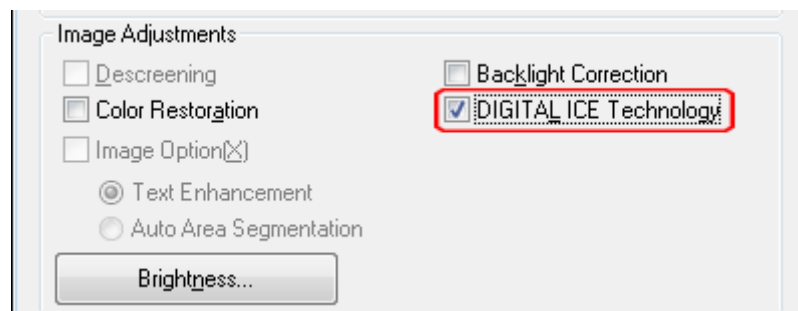 Image Adjustments
Descreening
Backlight Correction
Color Restoration
DIGITAL ICE Technology
Image Option(X)
Text Enhancement
Auto Area Segmentation
Brightness...